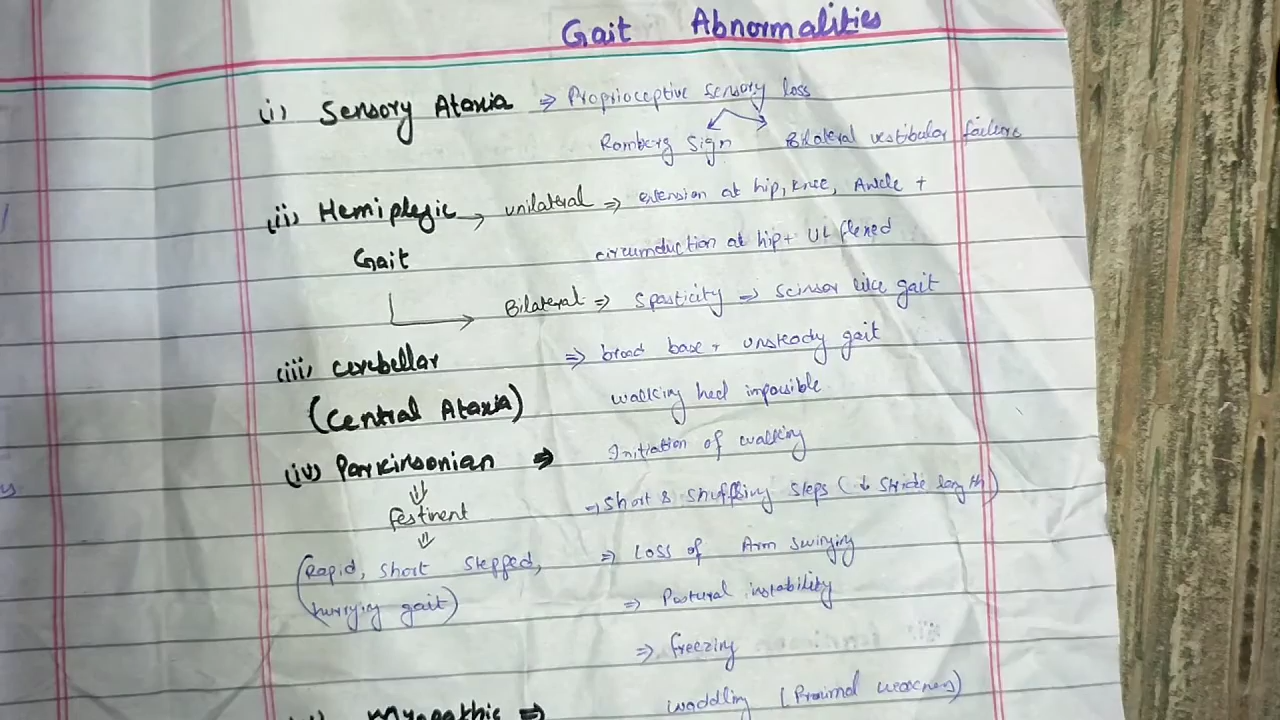 Gait Abnormalities
(i) Sensory Ataxia ⇒ Proprioceptive sensory loss
Romberg Sign Bilateral vestibular failure
(ii) Hemiplegic → unilateral ⇒ extension at hip, knee, Ankle +
Gait circumduction at hip + UL flexed
Bilateral ⇒ Spasticity ⇒ Scissor like gait
(iii) cerebellar ⇒ broad base + unsteady gait
(Central Ataxia) walking heel impossible
(iv) Parkinsonian ⇒ Initiation of walking
⇒ Short & Shuffling steps (↓ Stride length)
festinent
(Rapid, short stepped, ⇒ Loss of Arm swinging
hurrying gait) ⇒ Postural instability
⇒ freezing
Myopathic ⇒ waddling (Proximal weakness)